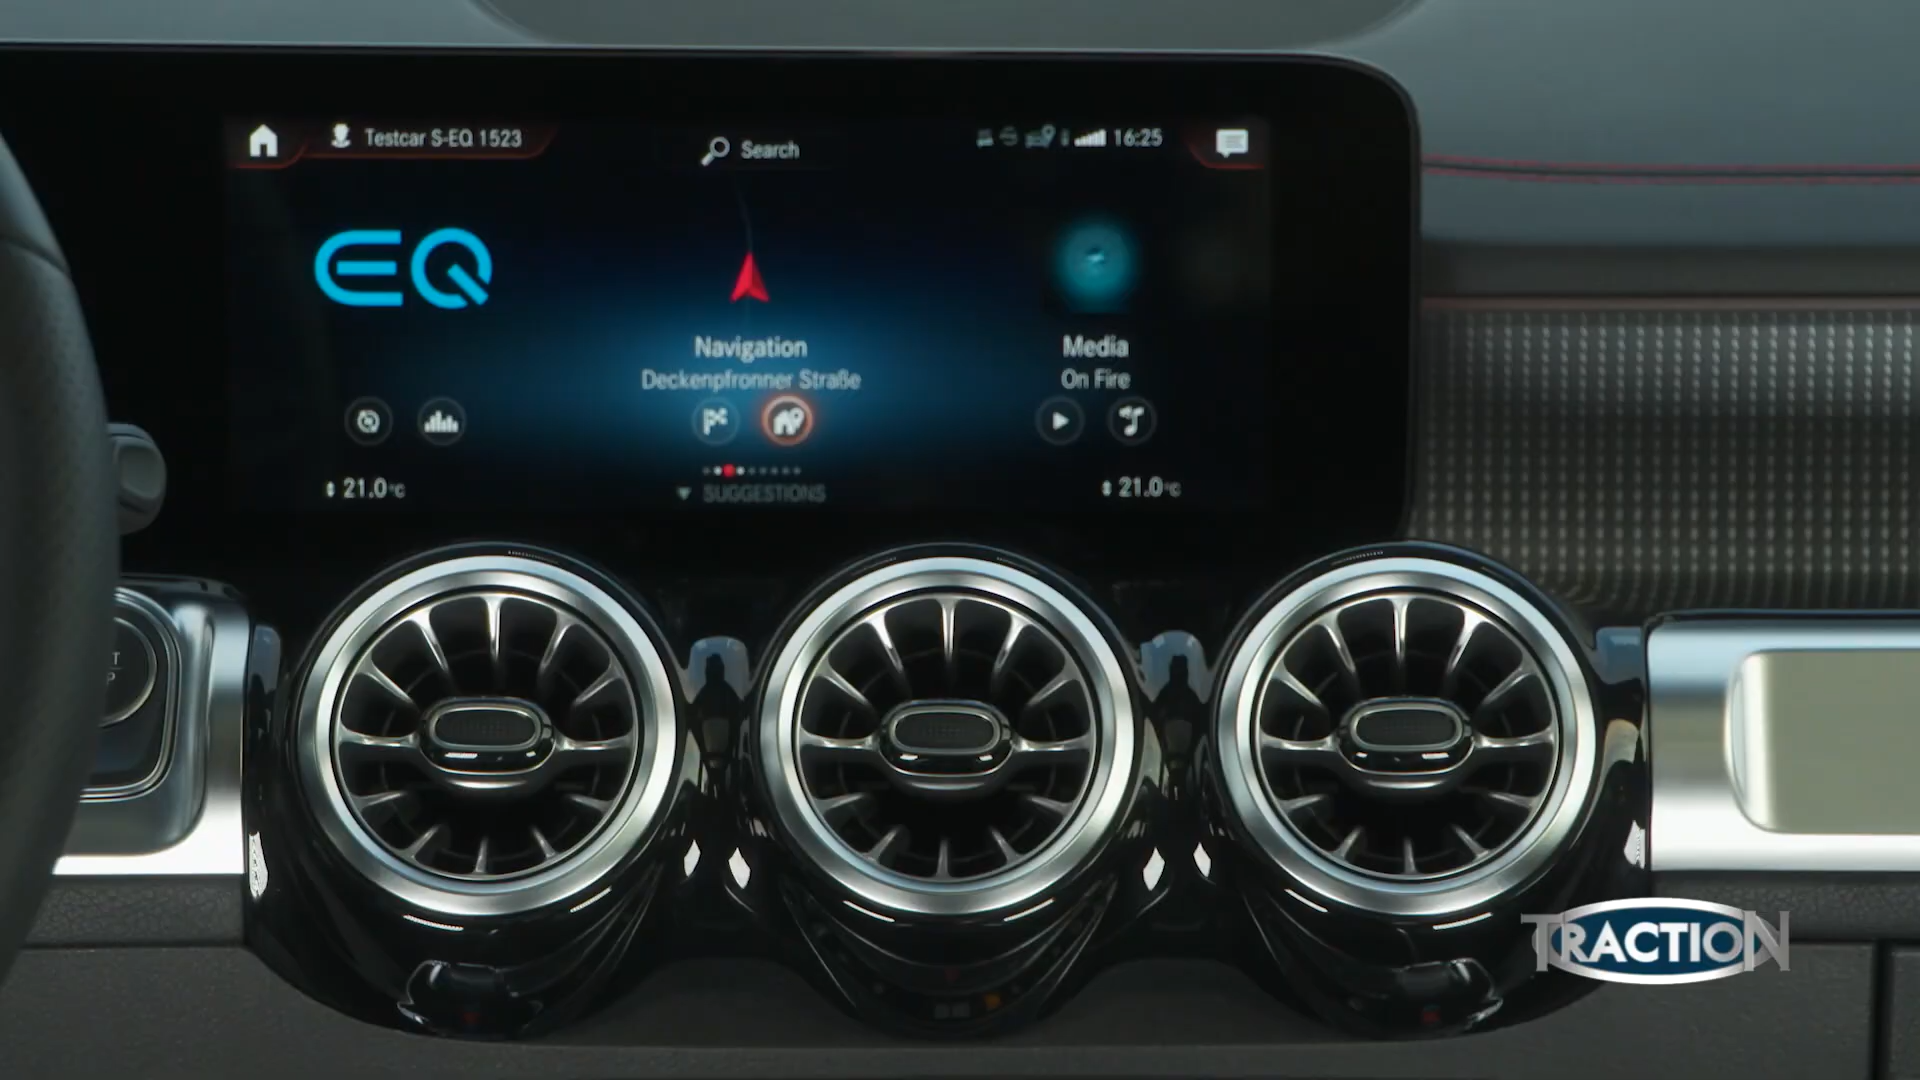 Testcar S-EQ 1523
Search
16:25
EQ
Navigation
Deckenpfronner Straße
Media
On Fire
21.0°C
SUGGESTIONS
21.0°C
TRACTION